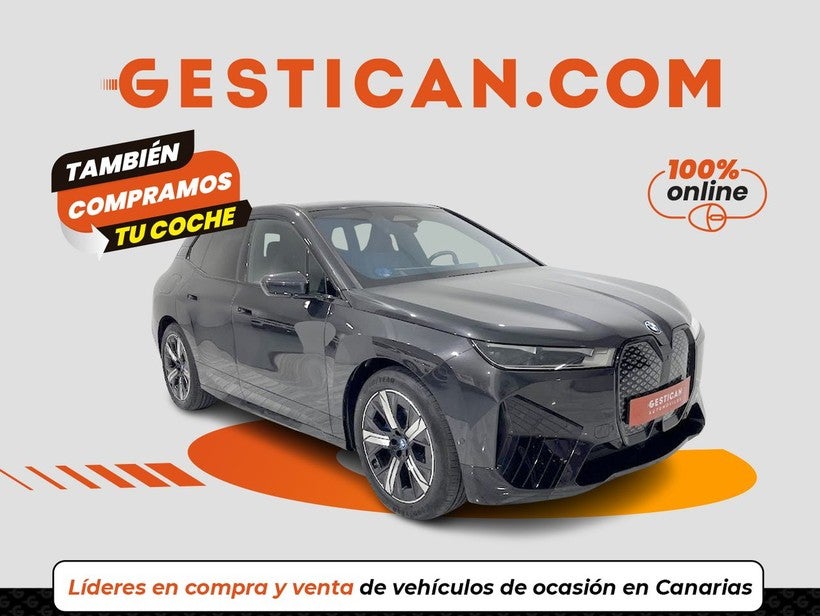 GESTICAN.COM
TAMBIÉN
COMPRAMOS
TU COCHE
100%
online
GESTICAN
AUTOMÓVILES
Líderes en compra y venta de vehículos de ocasión en Canarias